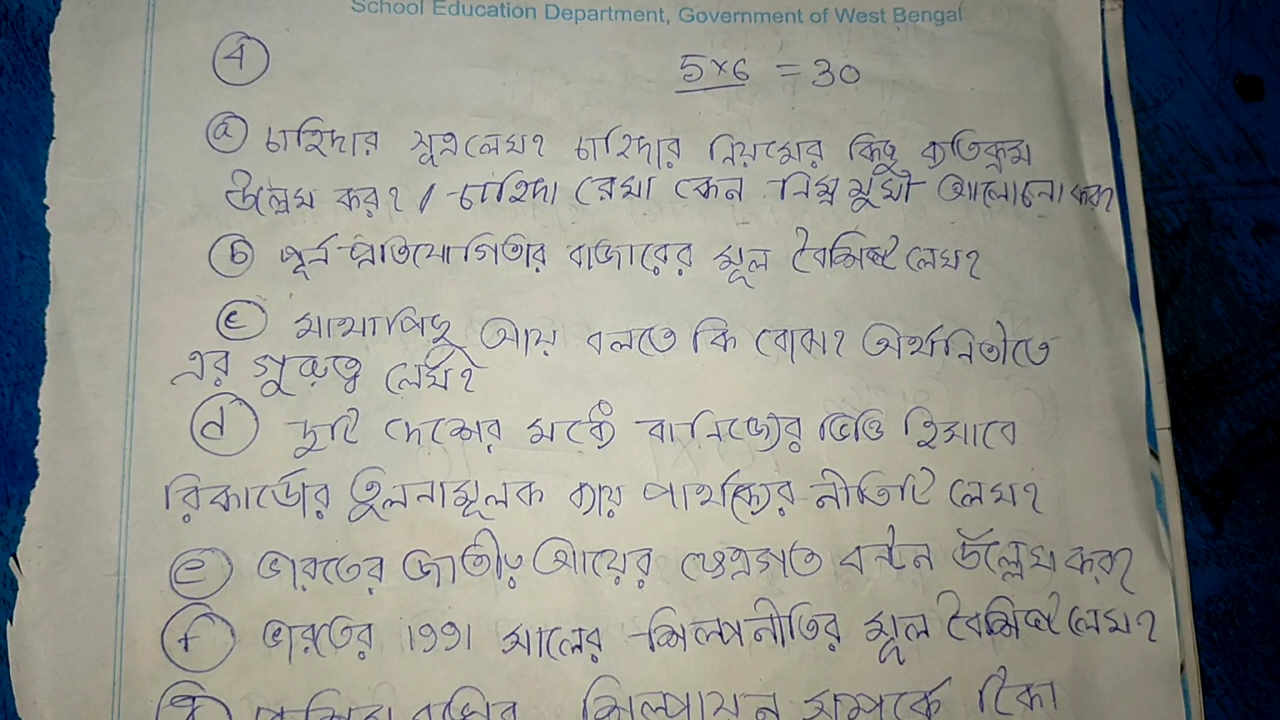 School Education Department, Government of West Bengal
4
5×6 = 30
a চাহিদার সূত্র লেখ? চাহিদার নিয়মের কিছু ব্যতিক্রম
উল্লেখ কর? / চাহিদা রেখা কেন নিম্ন মুখী আলোচনা কর?
b পূর্ন প্রতিযোগিতার বাজারের মূল বৈশিষ্ট লেখ?
c মাথাপিছু আয় বলতে কি বোঝ? অর্থনিতীতে
এর গুরুত্ব লেখ?
d দুটি দেশের মধ্যে বানিজ্যের ভিত্তি হিসাবে
রিকার্ডোর তুলনামূলক ব্যয় পার্থক্যের নীতিটি লেখ?
e ভারতের জাতীয় আয়ের ক্ষেত্রগত বন্টন উল্লেখ কর?
f ভারতের 1991 সালের শিল্পনীতির মূল বৈশিষ্ট লেখ?
শিল্পায়ন সম্পর্কে টিকা